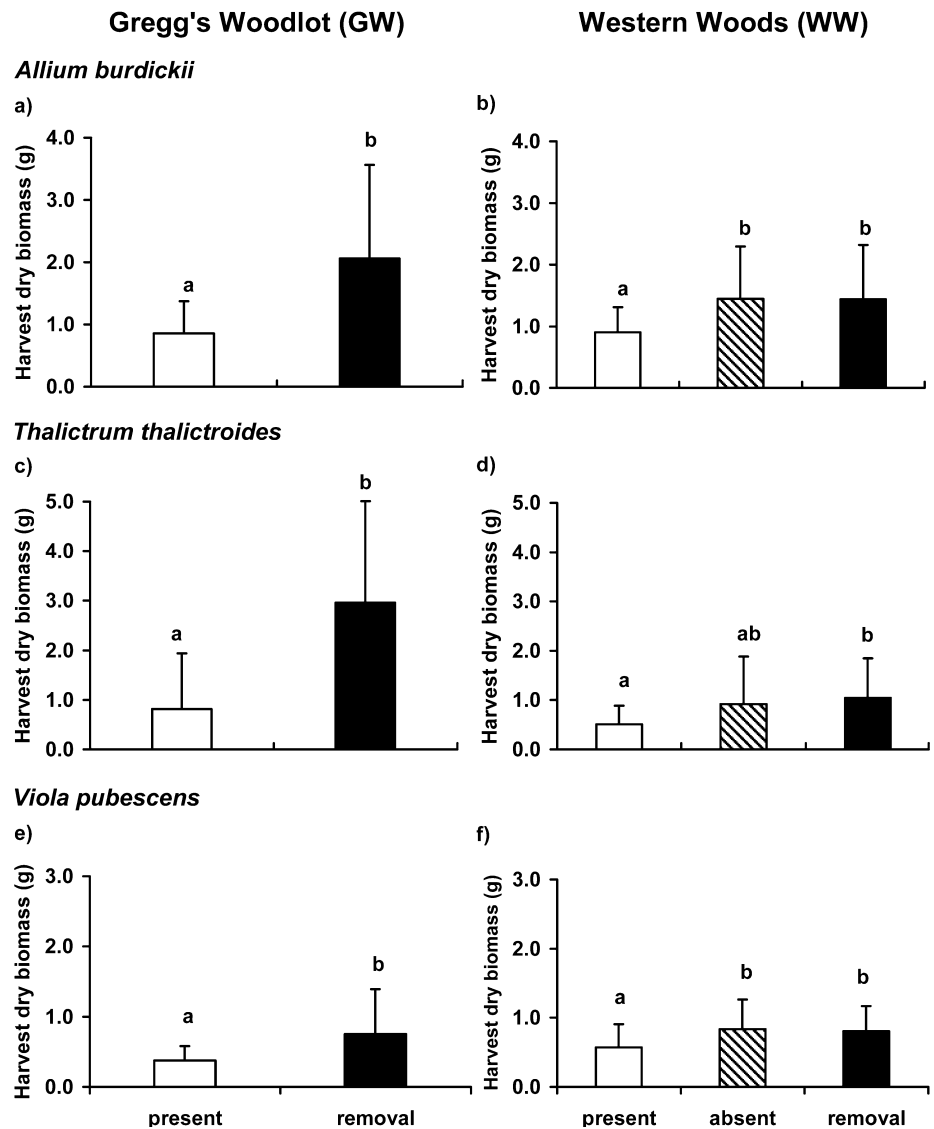 Gregg's Woodlot (GW)
Western Woods (WW)
Allium burdickii
a)
Harvest dry biomass (g)
4.0
3.0
2.0
1.0
0.0
a
b
b)
Harvest dry biomass (g)
4.0
3.0
2.0
1.0
0.0
a
b
b
Thalictrum thalictroides
c)
Harvest dry biomass (g)
5.0
4.0
3.0
2.0
1.0
0.0
a
b
d)
Harvest dry biomass (g)
5.0
4.0
3.0
2.0
1.0
0.0
a
ab
b
Viola pubescens
e)
Harvest dry biomass (g)
3.0
2.0
1.0
0.0
a
b
present
removal
f)
Harvest dry biomass (g)
3.0
2.0
1.0
0.0
a
b
b
present
absent
removal